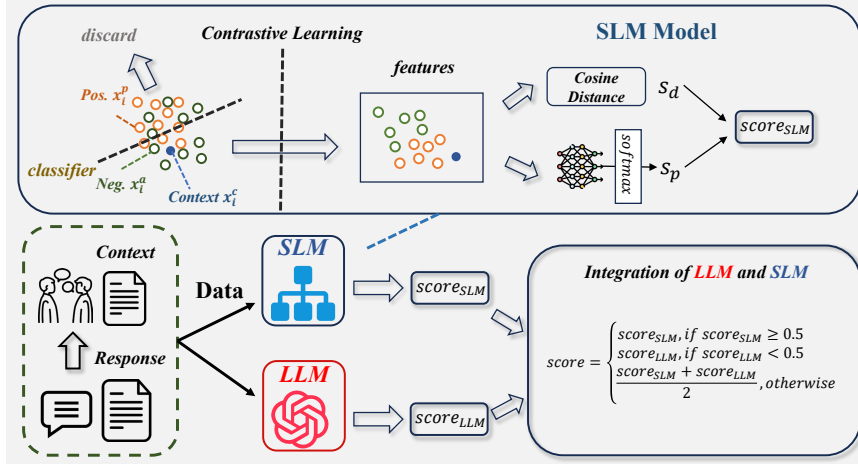 discard
Contrastive Learning
SLM Model
Pos. x_i^p
classifier
Neg. x_i^a
Context x_i^c
features
Cosine
Distance
s_d
softmax
s_p
score_SLM
Context
Response
Data
SLM
LLM
score_SLM
score_LLM
Integration of LLM and SLM
score = { score_SLM, if score_SLM ≥ 0.5
score_LLM, if score_LLM < 0.5
(score_SLM + score_LLM) / 2, otherwise